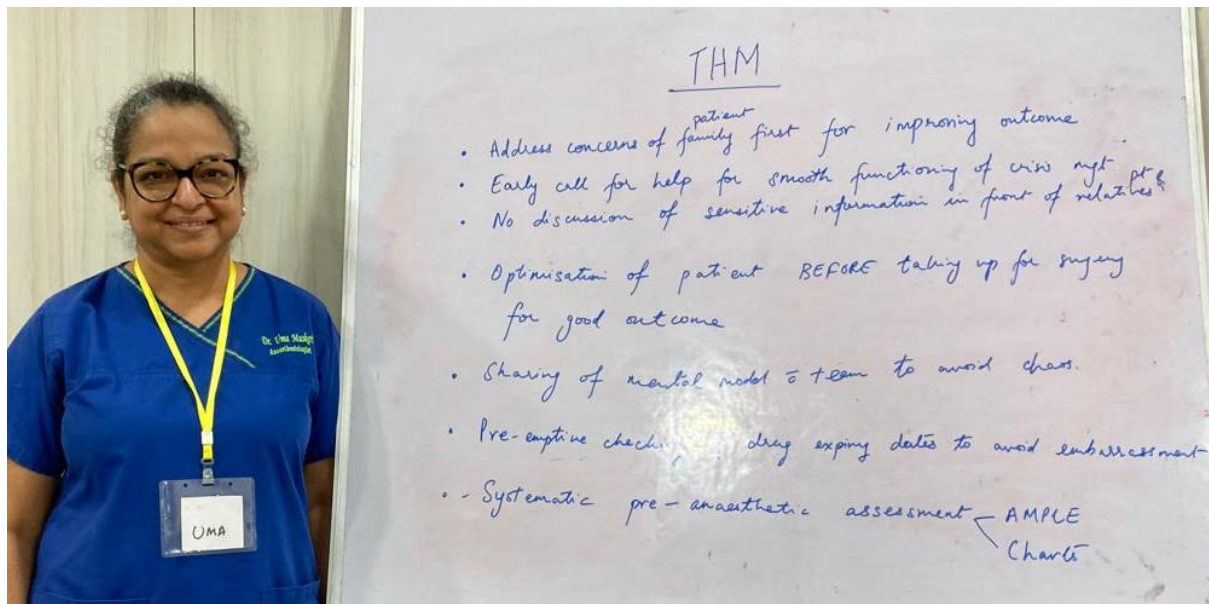 Dr. Uma
Anaesthesiologist
UMA
THM
patient
• Address concerns of family first for improving outcome
• Early call for help for smooth functioning of crisis mgt
pt &
• No discussion of sensitive information in front of relatives
• Optimisation of patient BEFORE taking up for surgery
for good outcome
• Sharing of mental model c̄ team to avoid chaos.
• Pre-emptive checking drug expiry dates to avoid embarrassment
• - Systematic pre-anaesthetic assessment - AMPLE
Charts